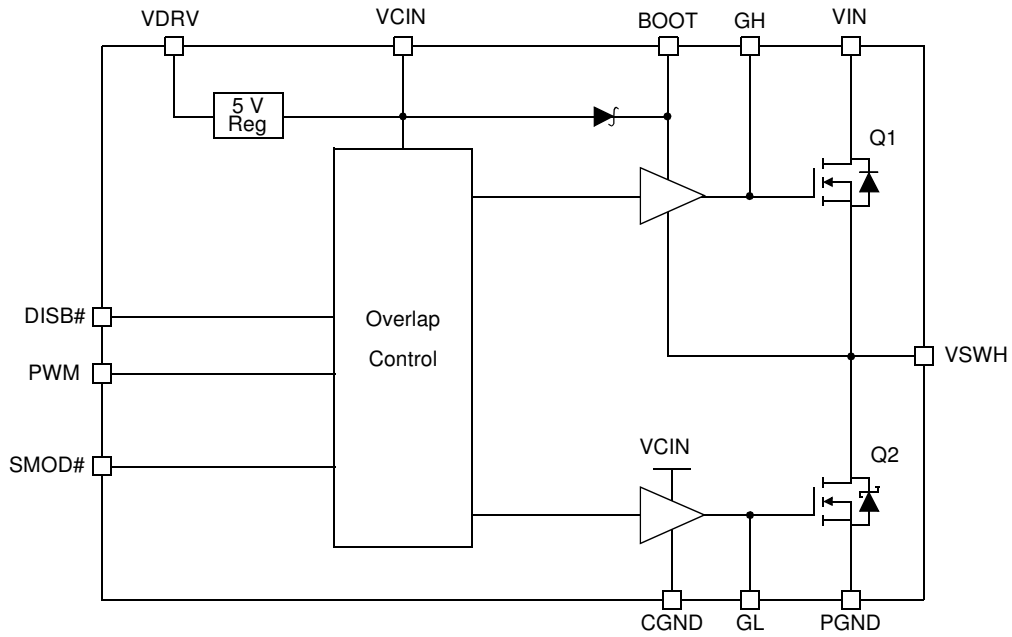 VDRV
VCIN
BOOT
GH
VIN
5 V
Reg
Q1
DISB#
Overlap
Control
PWM
VSWH
SMOD#
VCIN
Q2
CGND
GL
PGND